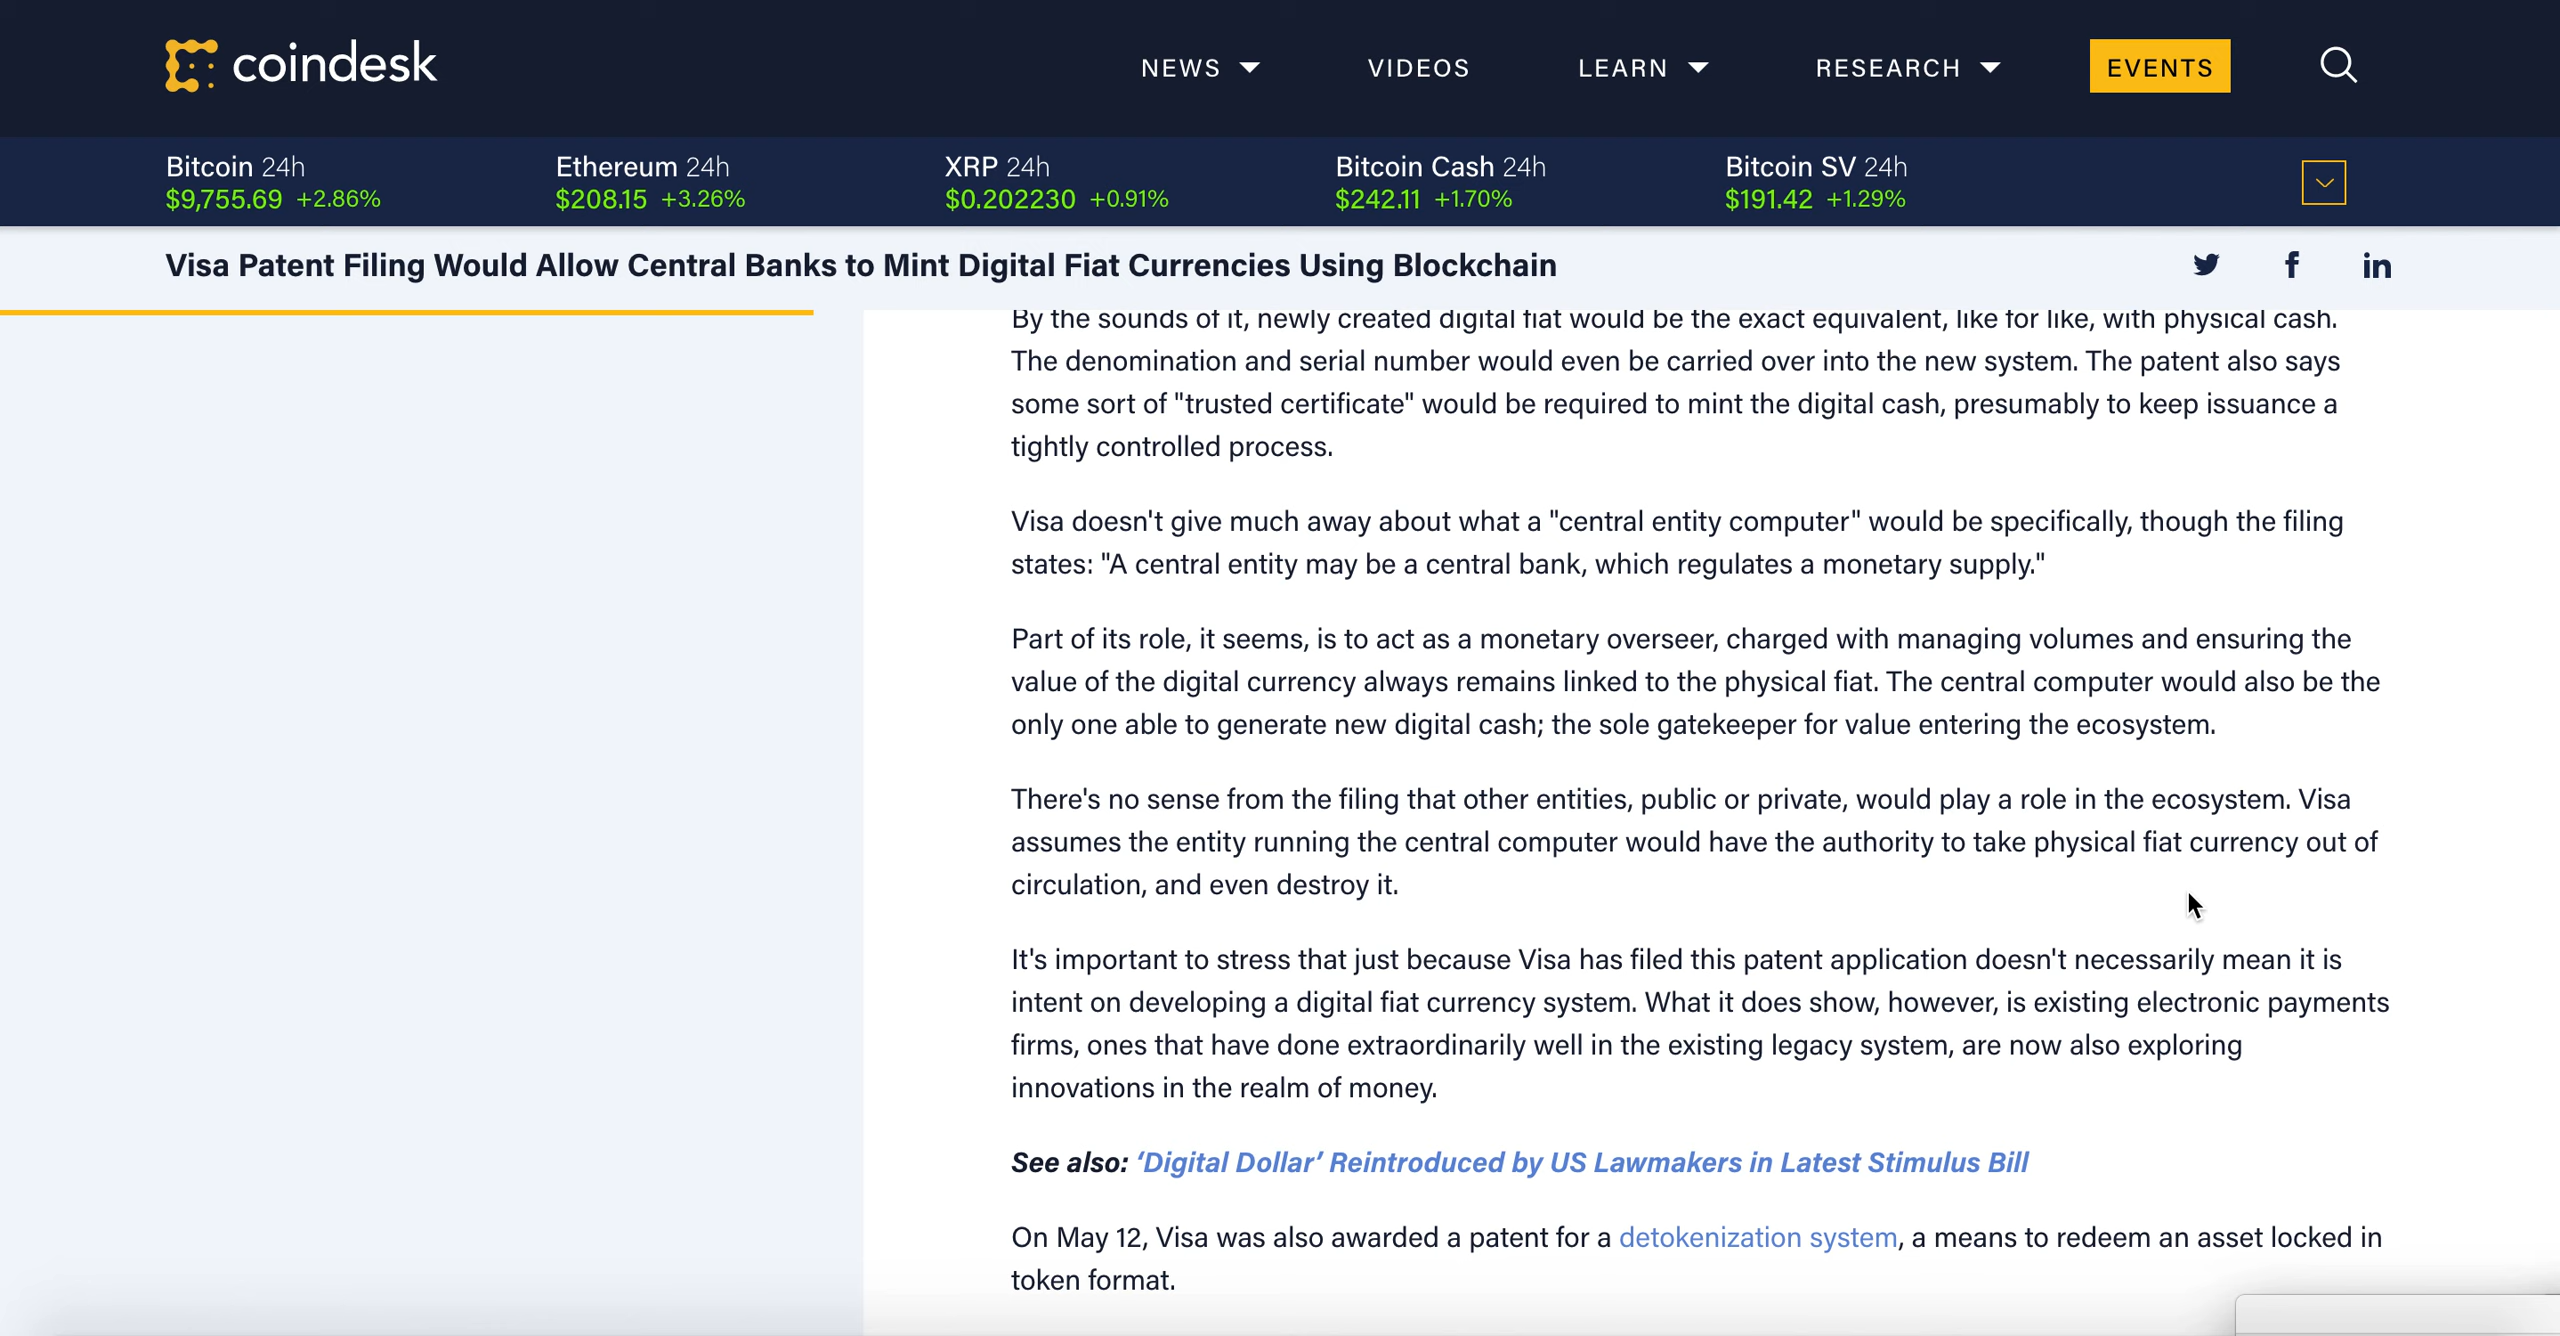 coindesk
NEWS
VIDEOS
LEARN
RESEARCH
EVENTS
Bitcoin 24h
$9,755.69 +2.86%
Ethereum 24h
$208.15 +3.26%
XRP 24h
$0.202230 +0.91%
Bitcoin Cash 24h
$242.11 +1.70%
Bitcoin SV 24h
$191.42 +1.29%
Visa Patent Filing Would Allow Central Banks to Mint Digital Fiat Currencies Using Blockchain
By the sounds of it, newly created digital fiat would be the exact equivalent, like for like, with physical cash.
The denomination and serial number would even be carried over into the new system. The patent also says
some sort of "trusted certificate" would be required to mint the digital cash, presumably to keep issuance a
tightly controlled process.
Visa doesn't give much away about what a "central entity computer" would be specifically, though the filing
states: "A central entity may be a central bank, which regulates a monetary supply."
Part of its role, it seems, is to act as a monetary overseer, charged with managing volumes and ensuring the
value of the digital currency always remains linked to the physical fiat. The central computer would also be the
only one able to generate new digital cash; the sole gatekeeper for value entering the ecosystem.
There's no sense from the filing that other entities, public or private, would play a role in the ecosystem. Visa
assumes the entity running the central computer would have the authority to take physical fiat currency out of
circulation, and even destroy it.
It's important to stress that just because Visa has filed this patent application doesn't necessarily mean it is
intent on developing a digital fiat currency system. What it does show, however, is existing electronic payments
firms, ones that have done extraordinarily well in the existing legacy system, are now also exploring
innovations in the realm of money.
See also: ‘Digital Dollar’ Reintroduced by US Lawmakers in Latest Stimulus Bill
On May 12, Visa was also awarded a patent for a detokenization system, a means to redeem an asset locked in
token format.